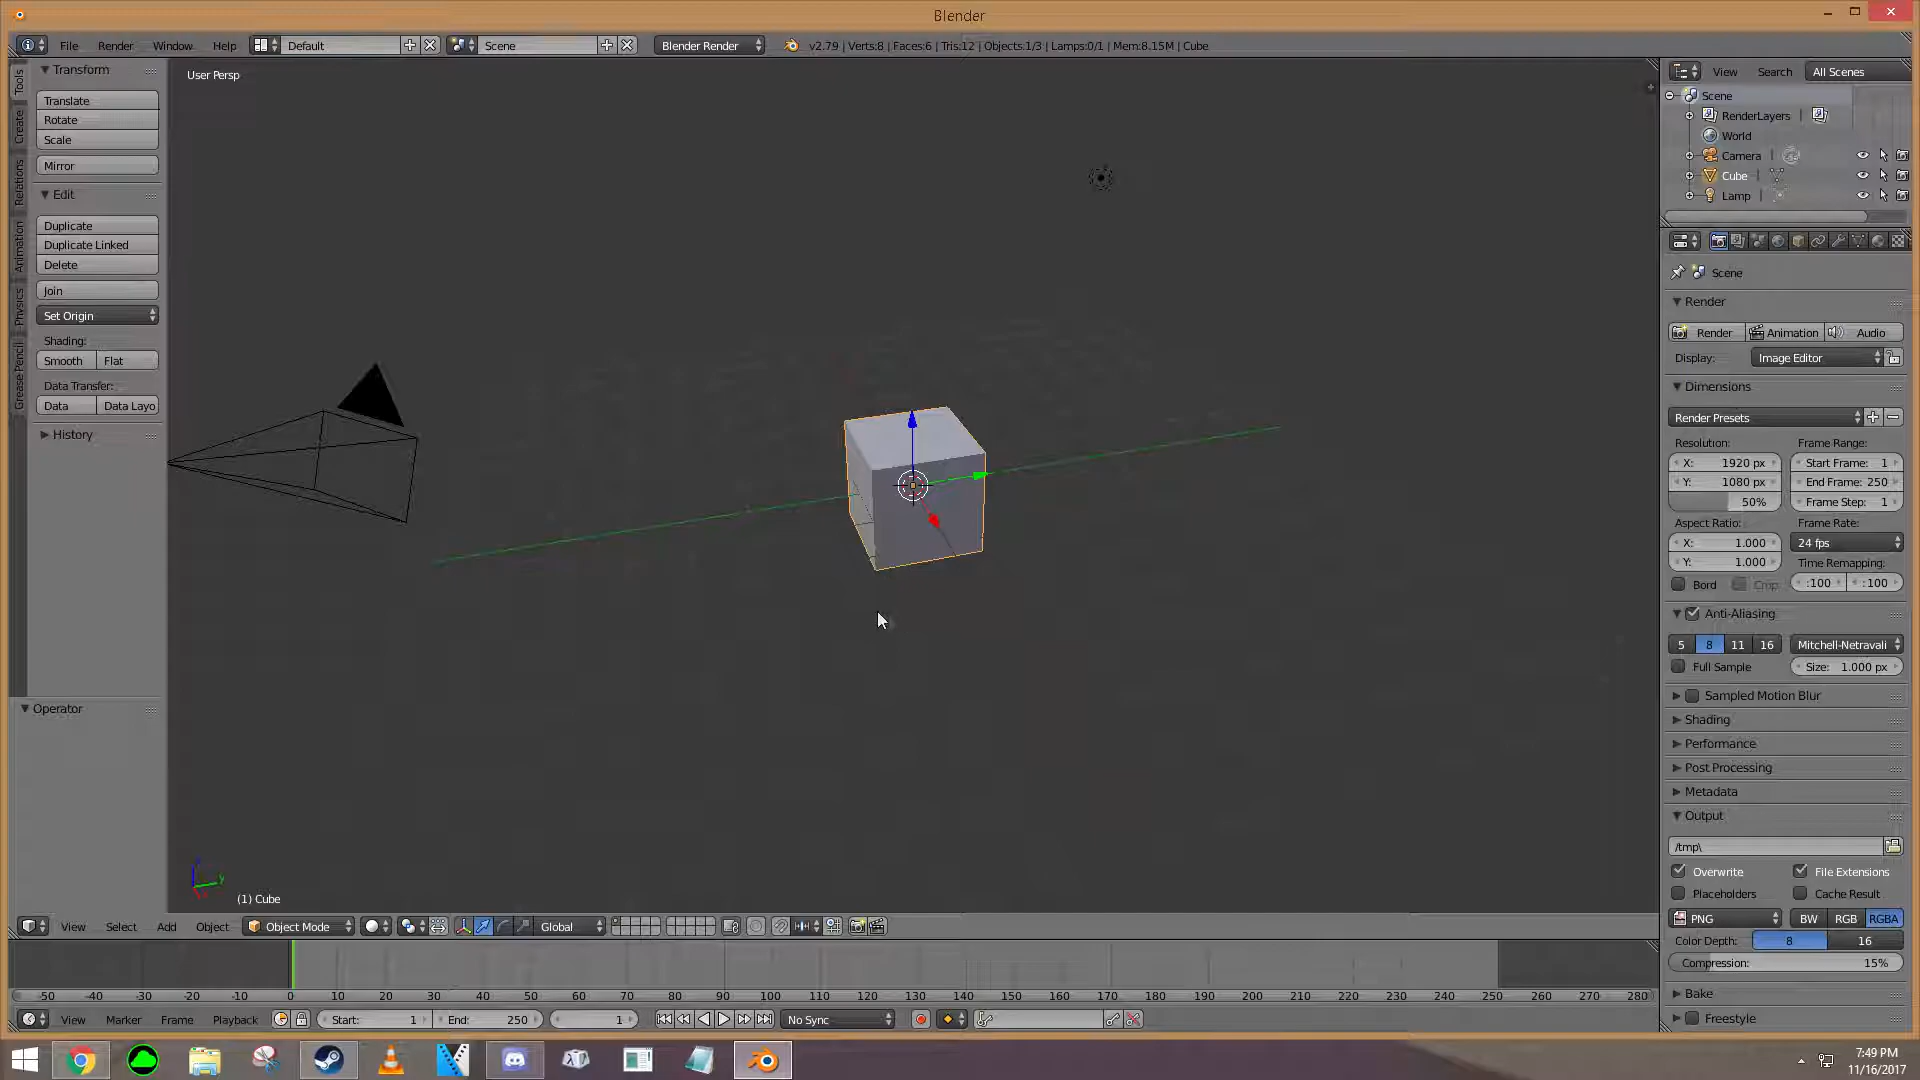 Blender
File Render Window Help Default Scene Blender Render v2.79 | Verts:8 | Faces:6 | Tris:12 | Objects:1/3 | Lamps:0/1 | Mem:8.15M | Cube
Tools
Create
Relations
Animation
Physics
Grease Pencil
Transform
Translate
Rotate
Scale
Mirror
Edit
Duplicate
Duplicate Linked
Delete
Join
Set Origin
Shading:
Smooth Flat
Data Transfer:
Data Data Layo
History
Operator
User Persp
(1) Cube
View Search All Scenes
Scene
RenderLayers
World
Camera
Cube
Lamp
Scene
Render
Render Animation Audio
Display: Image Editor
Dimensions
Render Presets
Resolution: Frame Range:
X: 1920 px Start Frame: 1
Y: 1080 px End Frame: 250
50% Frame Step: 1
Aspect Ratio: Frame Rate:
X: 1.000 24 fps
Y: 1.000 Time Remapping:
Bord Crop :100 :100
Anti-Aliasing
5 8 11 16 Mitchell-Netravali
Full Sample Size: 1.000 px
Sampled Motion Blur
Shading
Performance
Post Processing
Metadata
Output
/tmp\
Overwrite File Extensions
Placeholders Cache Result
PNG BW RGB RGBA
Color Depth: 8 16
Compression: 15%
Bake
Freestyle
View Select Add Object Object Mode Global
-50 -40 -30 -20 -10 0 10 20 30 40 50 60 70 80 90 100 110 120 130 140 150 160 170 180 190 200 210 220 230 240 250 260 270 280
View Marker Frame Playback Start: 1 End: 250 1 No Sync
7:49 PM
11/16/2017